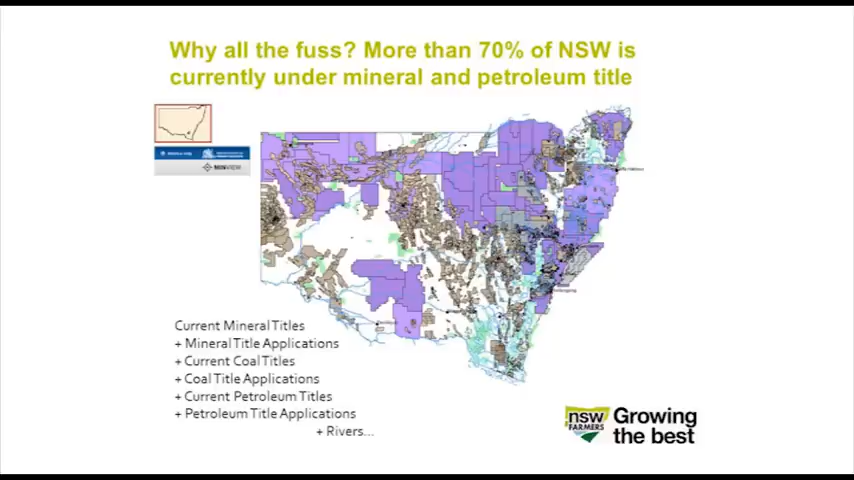 Why all the fuss? More than 70% of NSW is
currently under mineral and petroleum title
MINVIEW
Current Mineral Titles
+ Mineral Title Applications
+ Current Coal Titles
+ Coal Title Applications
+ Current Petroleum Titles
+ Petroleum Title Applications
+ Rivers...
nsw
FARMERS
Growing
the best